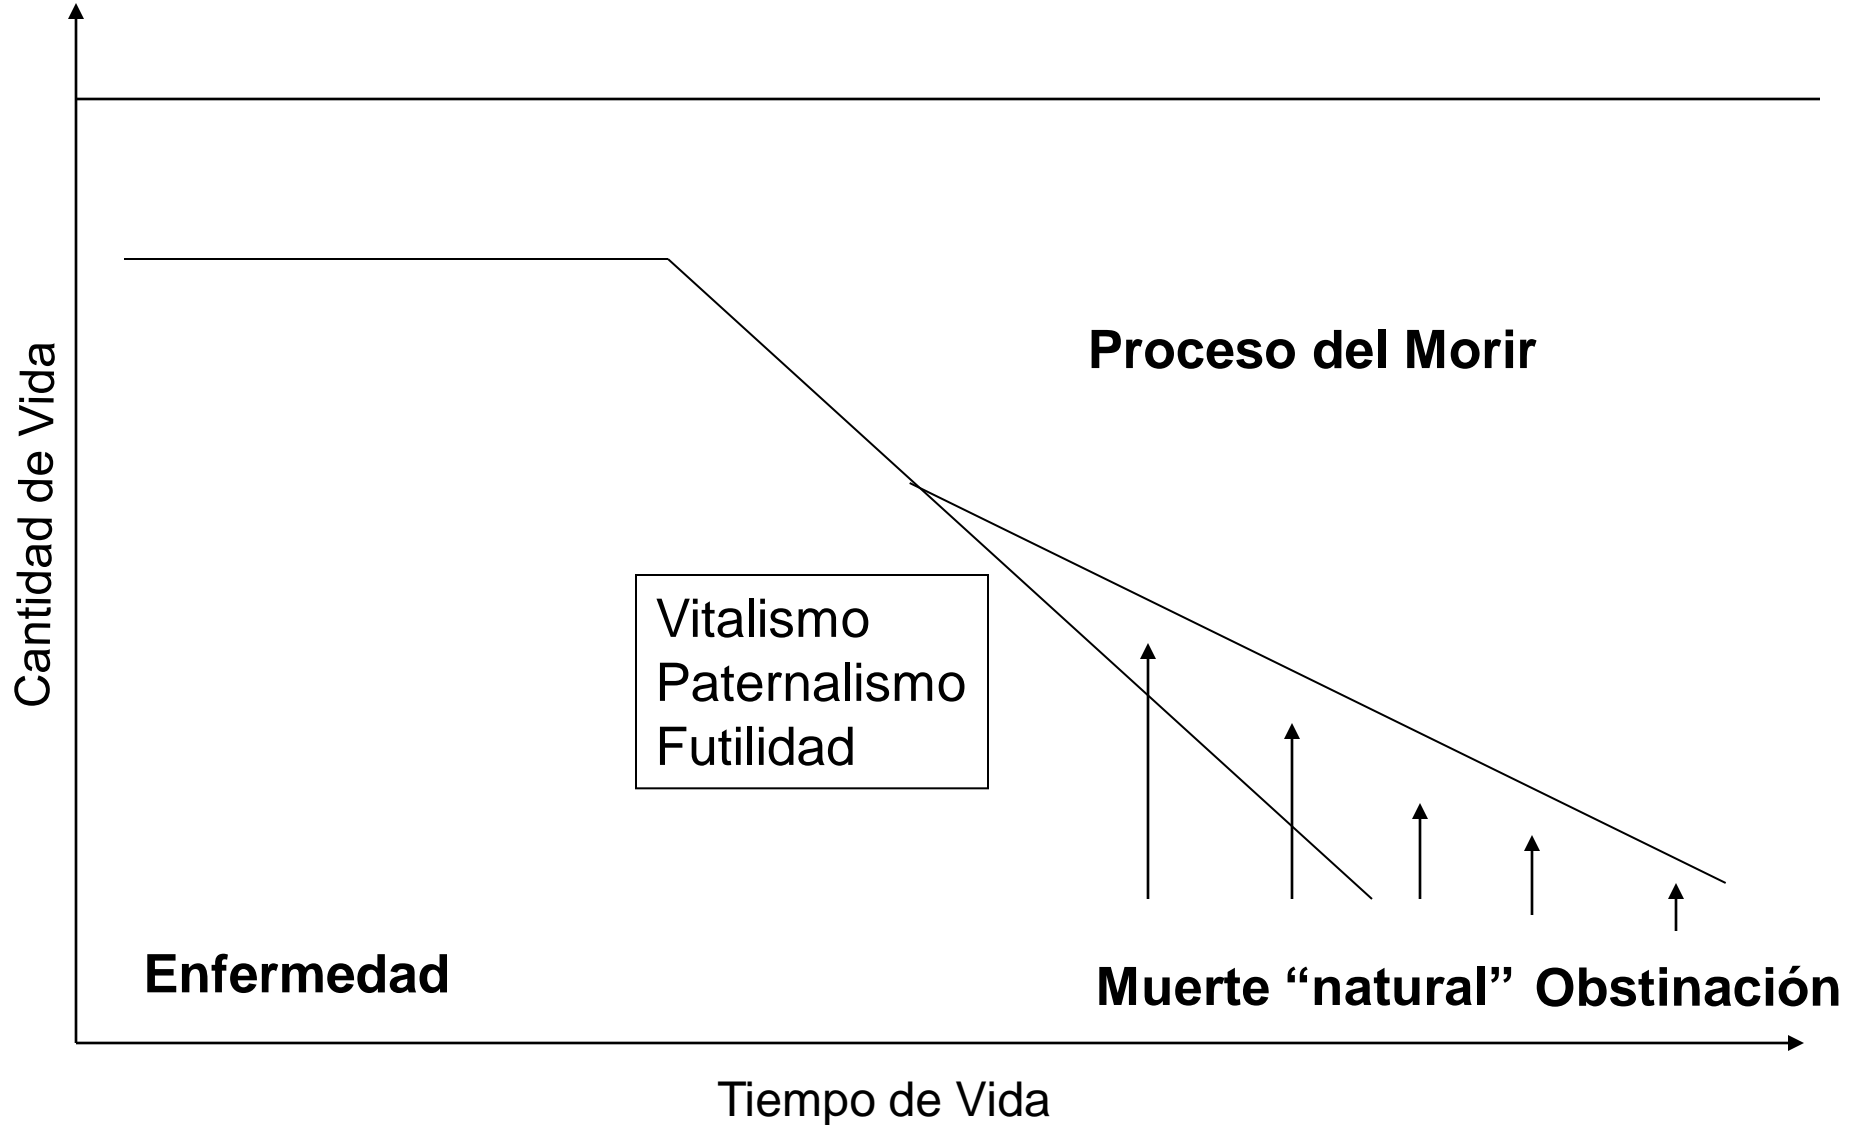 Cantidad de Vida
Proceso del Morir
Vitalismo
Paternalismo
Futilidad
Enfermedad
Muerte “natural” Obstinación
Tiempo de Vida